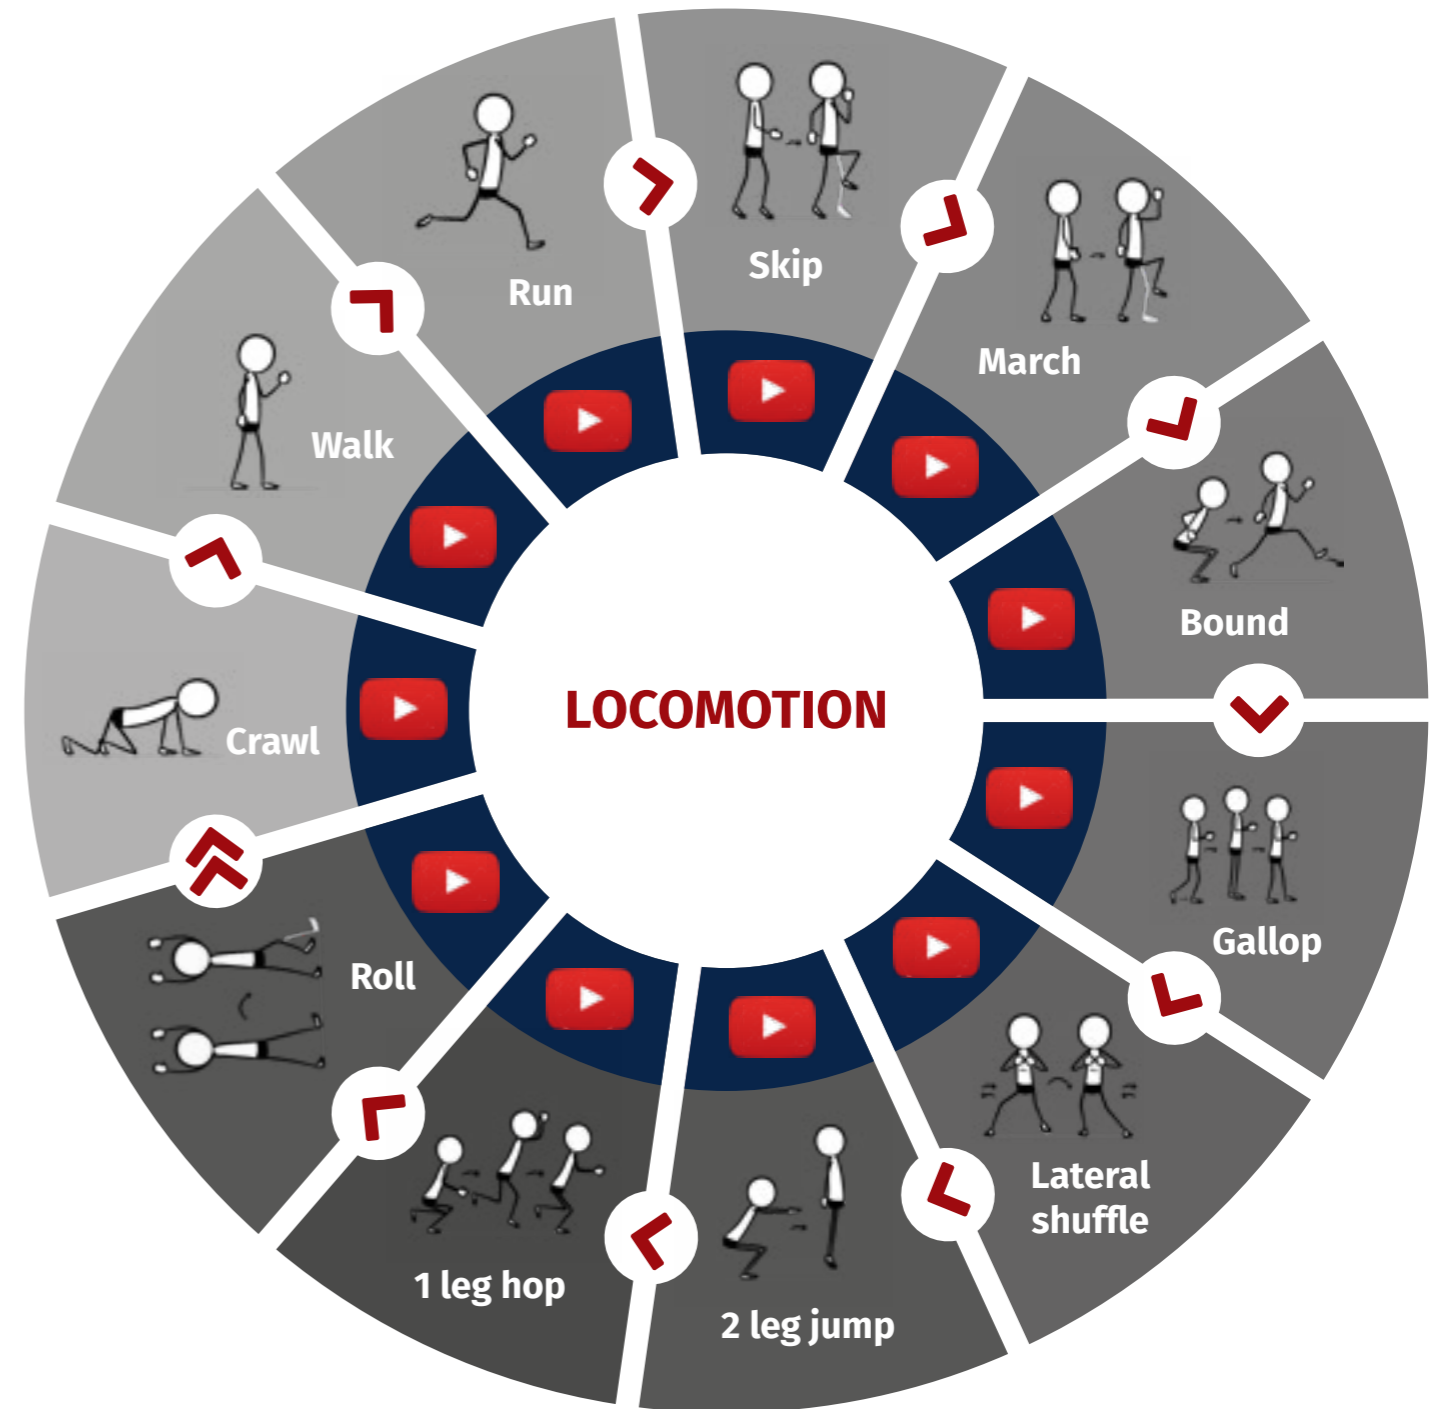 LOCOMOTION
Crawl
Walk
Run
Skip
March
Bound
Gallop
Lateral
shuffle
2 leg jump
1 leg hop
Roll